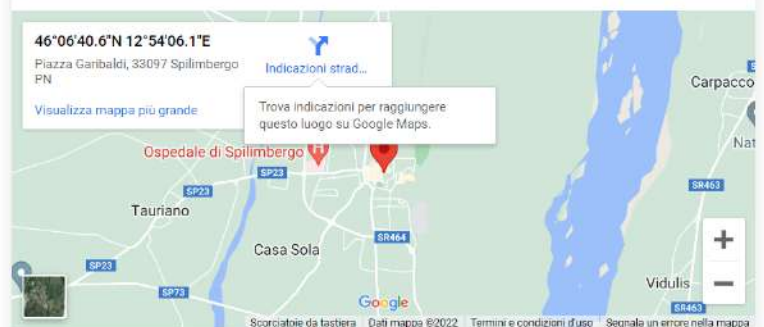 46°06'40.6"N 12°54'06.1"E
Piazza Garibaldi, 33097 Spilimbergo
PN
Indicazioni strad...
Visualizza mappa più grande
Trova indicazioni per raggiungere
questo luogo su Google Maps.
Carpacco
Nat
Ospedale di Spilimbergo
H
SP23
SP23
SR463
Tauriano
Casa Sola
SR464
SP23
SP73
Vidulis
SR463
Google
Scorciatoie da tastiera
Dati mappa ©2022
Termini e condizioni d'uso
Segnala un errore nella mappa